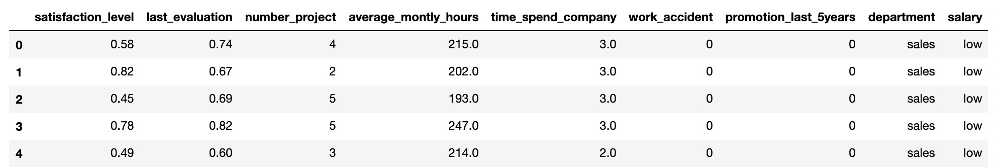 satisfaction_level last_evaluation number_project average_montly_hours time_spend_company work_accident promotion_last_5years department salary
0 0.58 0.74 4 215.0 3.0 0 0 sales low
1 0.82 0.67 2 202.0 3.0 0 0 sales low
2 0.45 0.69 5 193.0 3.0 0 0 sales low
3 0.78 0.82 5 247.0 3.0 0 0 sales low
4 0.49 0.60 3 214.0 2.0 0 0 sales low